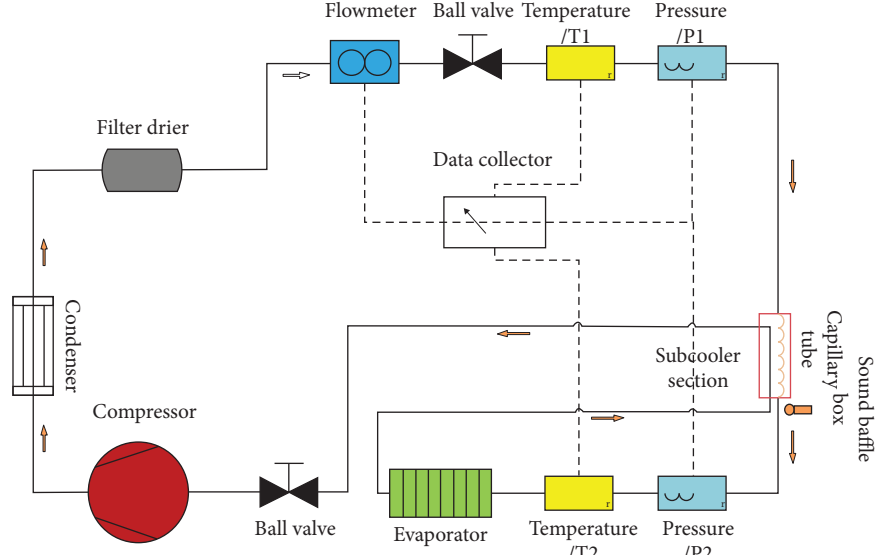 Flowmeter
Ball valve
Temperature
/T1
Pressure
/P1
r
r
Filter drier
Data collector
Condenser
Subcooler
section
Capillary box
tube
Sound baffle
Compressor
Ball valve
Evaporator
r
r
Temperature
/T2
Pressure
/P2